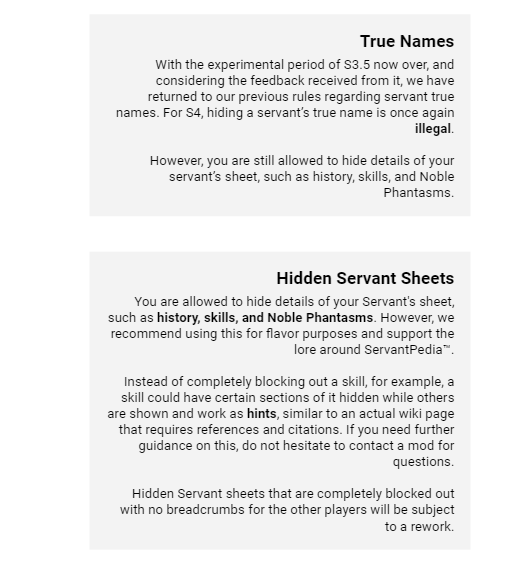 True Names
With the experimental period of S3.5 now over, and
considering the feedback received from it, we have
returned to our previous rules regarding servant true
names. For S4, hiding a servant's true name is once again
illegal.
However, you are still allowed to hide details of your
servant's sheet, such as history, skills, and Noble
Phantasms.
Hidden Servant Sheets
You are allowed to hide details of your Servant's sheet,
such as history, skills, and Noble Phantasms. However, we
recommend using this for flavor purposes and support the
lore around ServantPedia™.
Instead of completely blocking out a skill, for example, a
skill could have certain sections of it hidden while others
are shown and work as hints, similar to an actual wiki page
that requires references and citations. If you need further
guidance on this, do not hesitate to contact a mod for
questions.
Hidden Servant sheets that are completely blocked out
with no breadcrumbs for the other players will be subject
to a rework.